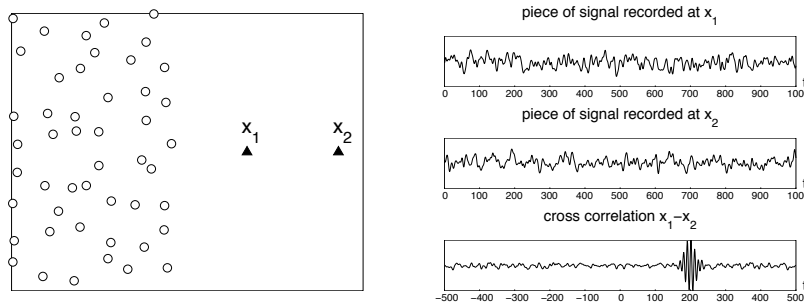 x1 x2
piece of signal recorded at x1
0 100 200 300 400 500 600 700 800 900 1000
t
piece of signal recorded at x2
0 100 200 300 400 500 600 700 800 900 1000
t
cross correlation x1−x2
−500 −400 −300 −200 −100 0 100 200 300 400 500
t